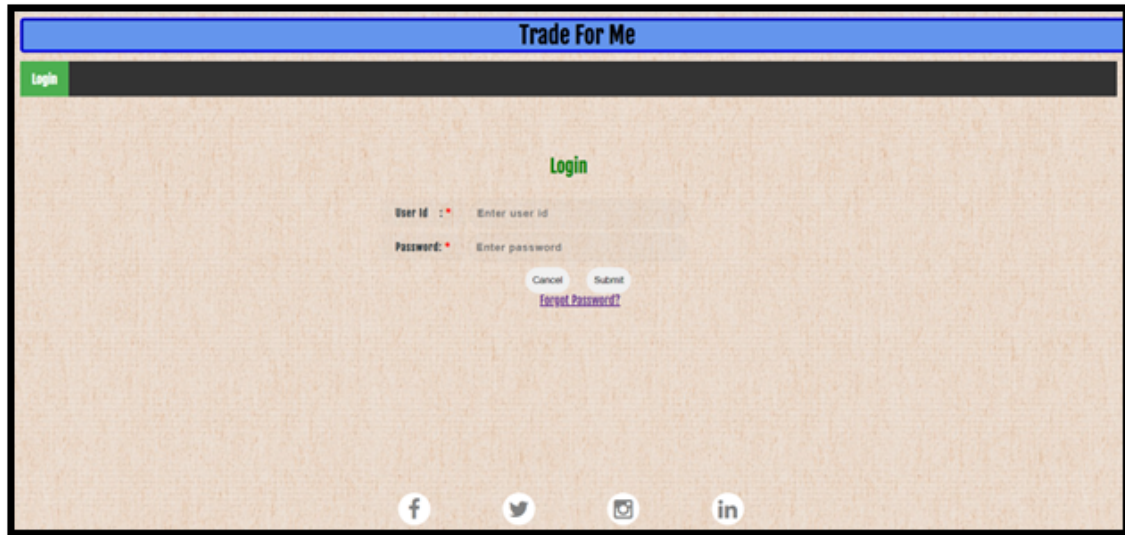 Trade For Me
Login
Login
User Id : * Enter user id
Password: * Enter password
Cancel Submit
Forgot Password?